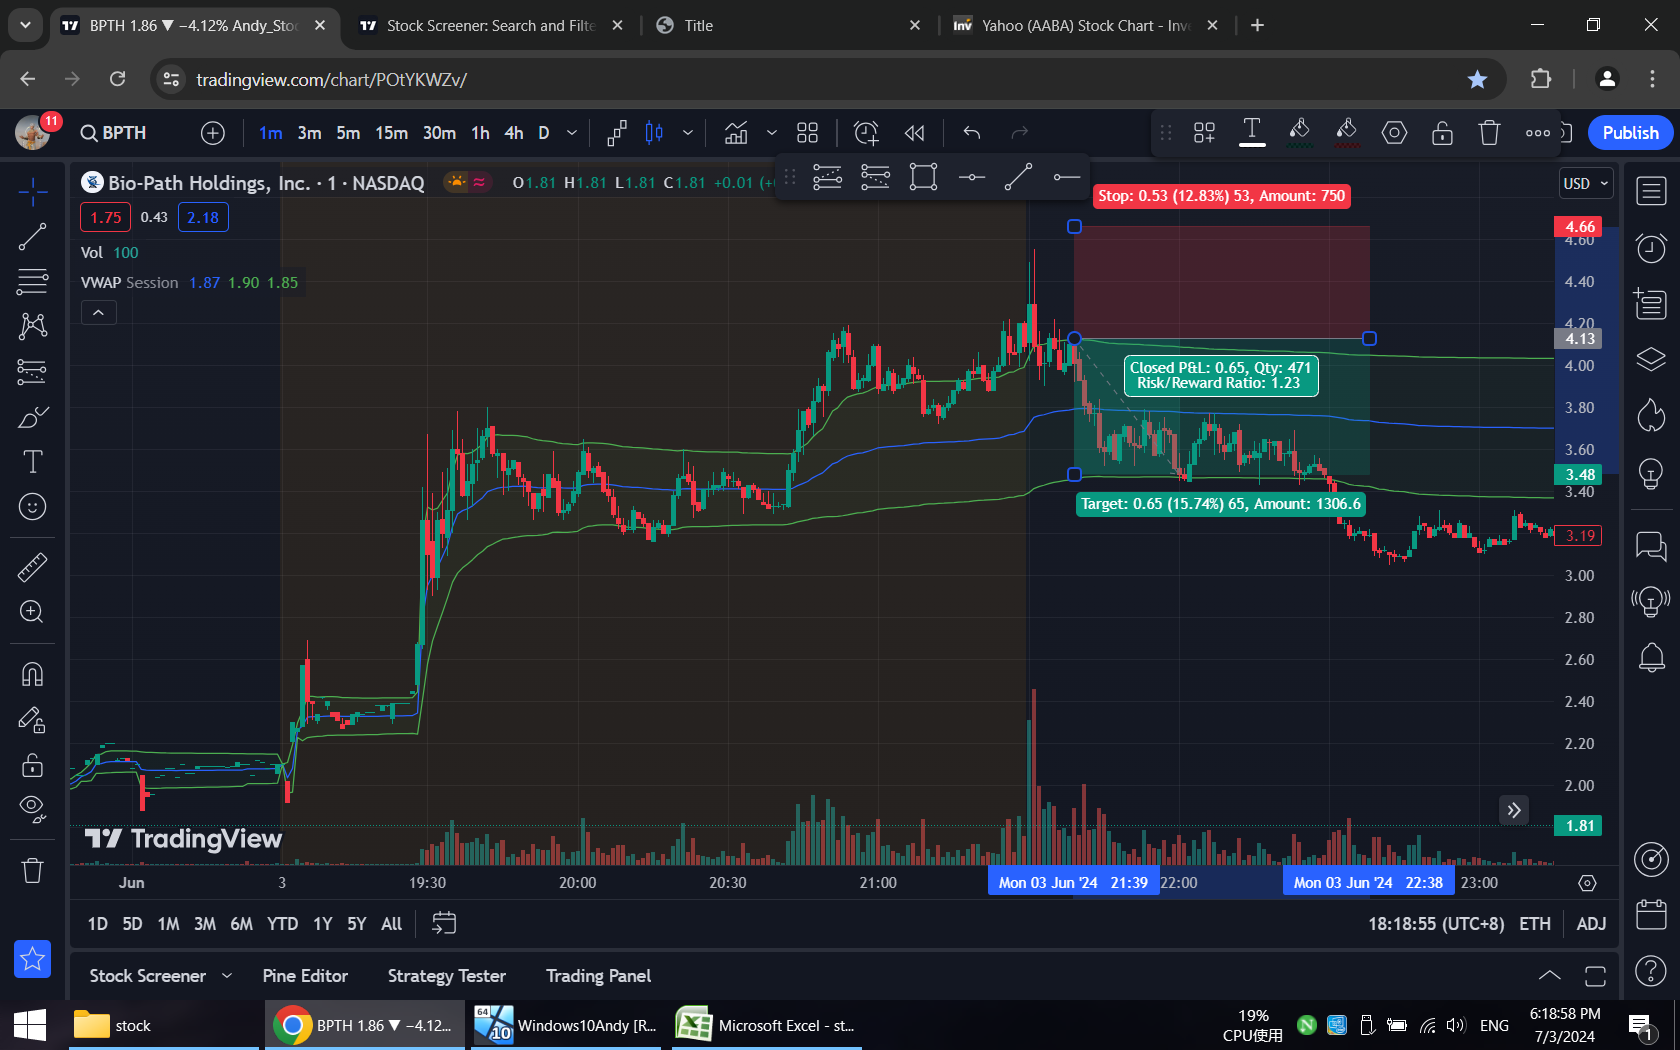 BPTH 1.86 ▼ −4.12% Andy_Stoc
Stock Screener: Search and Filte
Title
Yahoo (AABA) Stock Chart - Inve
tradingview.com/chart/POtYKWZv/
11
BPTH
1m 3m 5m 15m 30m 1h 4h D
T
Publish
Bio-Path Holdings, Inc. · 1 · NASDAQ
O1.81 H1.81 L1.81 C1.81 +0.01
USD
1.75 0.43 2.18
Vol 100
VWAP Session 1.87 1.90 1.85
Stop: 0.53 (12.83%) 53, Amount: 750
Closed P&L: 0.65, Qty: 471
Risk/Reward Ratio: 1.23
Target: 0.65 (15.74%) 65, Amount: 1306.6
4.66
4.60
4.40
4.20
4.13
4.00
3.80
3.60
3.48
3.40
3.19
3.00
2.80
2.60
2.40
2.20
2.00
1.81
TradingView
Jun 3 19:30 20:00 20:30 21:00 Mon 03 Jun '24 21:39 22:00 Mon 03 Jun '24 22:38 23:00
1D 5D 1M 3M 6M YTD 1Y 5Y All
18:18:55 (UTC+8) ETH ADJ
Stock Screener Pine Editor Strategy Tester Trading Panel
stock
BPTH 1.86 ▼ −4.12...
64
10
Windows10Andy [R...
Microsoft Excel - st...
19%
CPU使用
N
ENG
6:18:58 PM
7/3/2024
1